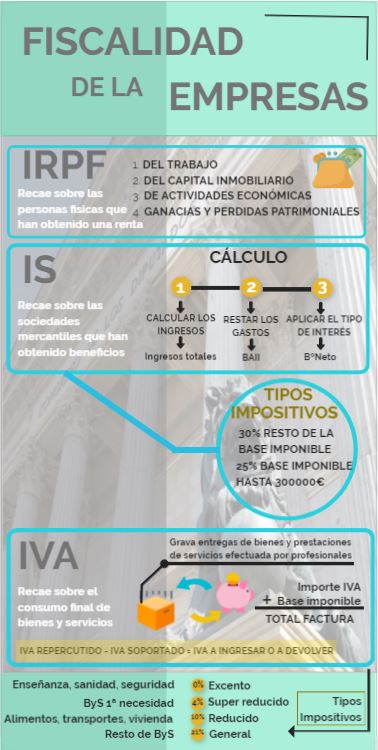 FISCALIDAD
DE LA EMPRESAS
IRPF
Recae sobre las
personas fisicas que
han obtenido una renta
1. DEL TRABAJO
2. DEL CAPITAL INMOBILIARIO
3. DE ACTIVIDADES ECONÓMICAS
4. GANACIAS Y PERDIDAS PATRIMONIALES
IS
Recae sobre las
sociedades
mercantiles que han
obtenido beneficios
CÁLCULO
1 2 3
CALCULAR LOS
INGRESOS
Ingresos totales
RESTAR LOS
GASTOS
BAII
APLICAR EL TIPO
DE INTERÉS
BºNeto
TIPOS
IMPOSITIVOS
30% RESTO DE LA
BASE IMPONIBLE
25% BASE IMPONIBLE
HASTA 300000€
IVA
Recae sobre el
consumo final de
bienes y servicios
Grava entregas de bienes y prestaciones
de servicios efectuada por profesionales
Importe IVA
+ Base imponible
TOTAL FACTURA
IVA REPERCUTIDO - IVA SOPORTADO = IVA A INGRESAR O A DEVOLVER
Enseñanza, sanidad, seguridad 0% Excento
ByS 1ª necesidad 4% Super reducido
Alimentos, transportes, vivienda 10% Reducido
Resto de ByS 21% General
Tipos
Impositivos